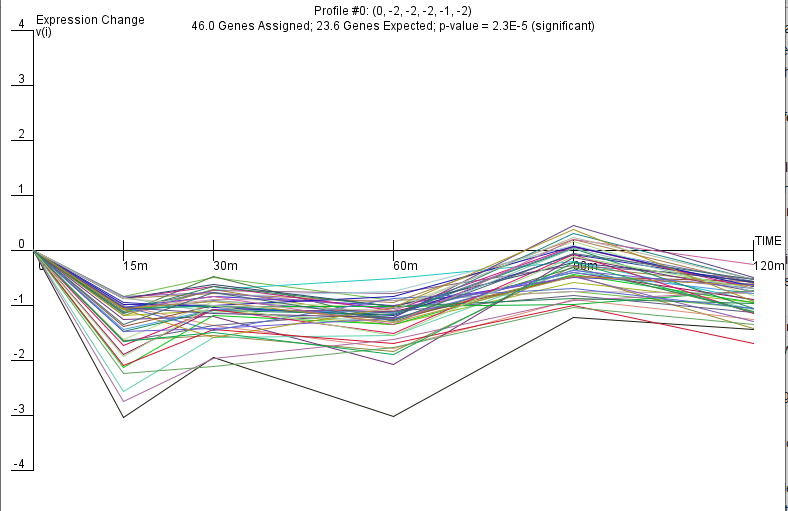 Profile #0: (0, -2, -2, -2, -1, -2)
46.0 Genes Assigned; 23.6 Genes Expected; p-value = 2.3E-5 (significant)
Expression Change
v(i)
4
3
2
1
0
-1
-2
-3
-4
TIME
0 15m 30m 60m 90m 120m